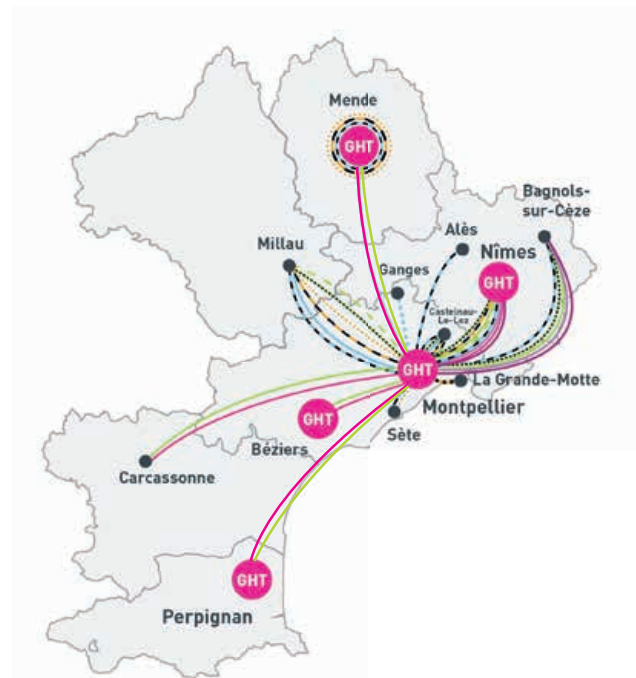 Mende
GHT
Bagnols-
sur-Cèze
Alès
Millau
Nîmes
Ganges
GHT
Castelnau-
Le-Lez
GHT
La Grande-Motte
Montpellier
GHT
Sète
Béziers
Carcassonne
GHT
Perpignan